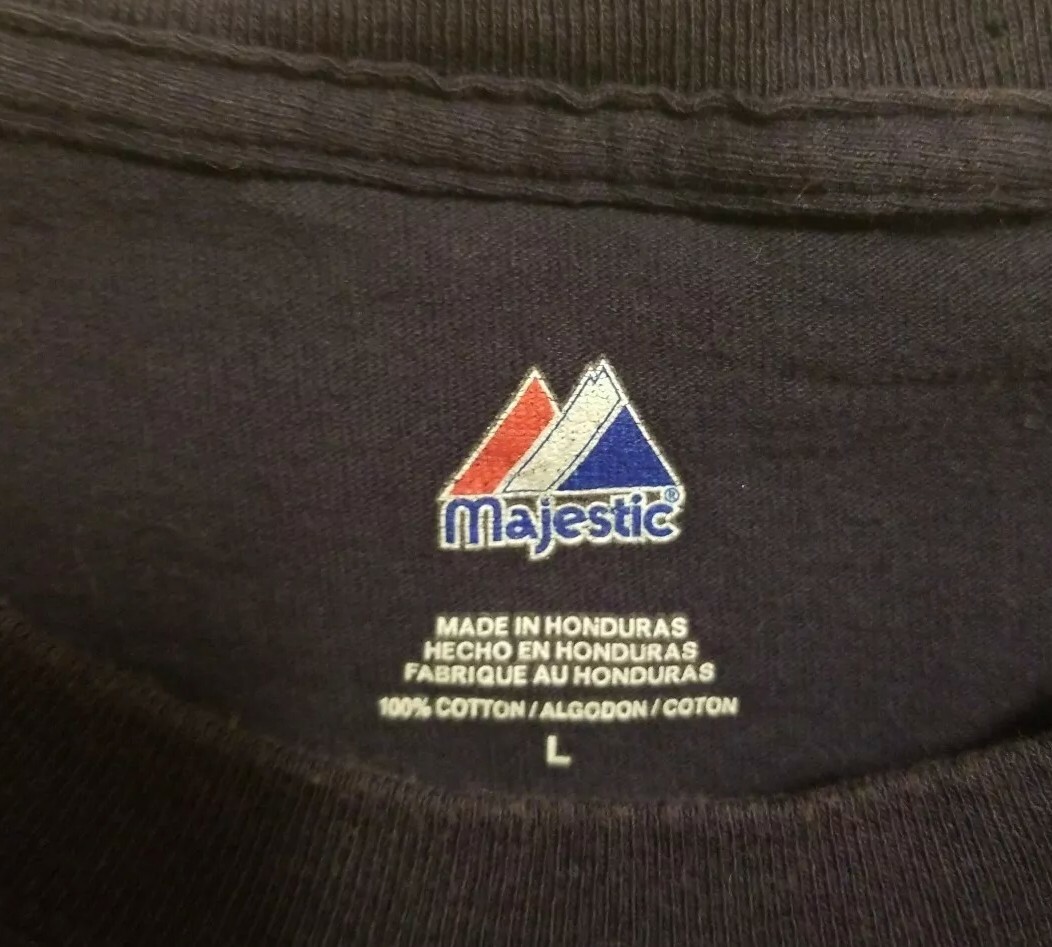 Majestic®
MADE IN HONDURAS
HECHO EN HONDURAS
FABRIQUE AU HONDURAS
100% COTTON / ALGODON / COTON
L